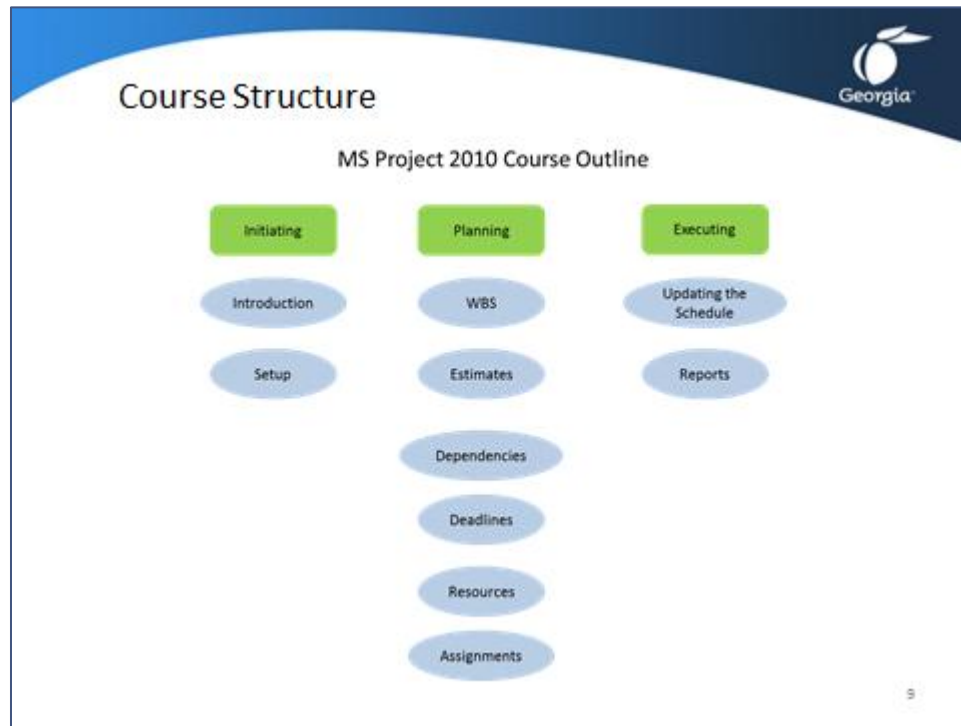 Georgia
Course Structure
MS Project 2010 Course Outline
Initiating
Introduction
Setup
Planning
WBS
Estimates
Dependencies
Deadlines
Resources
Assignments
Executing
Updating the
Schedule
Reports
9